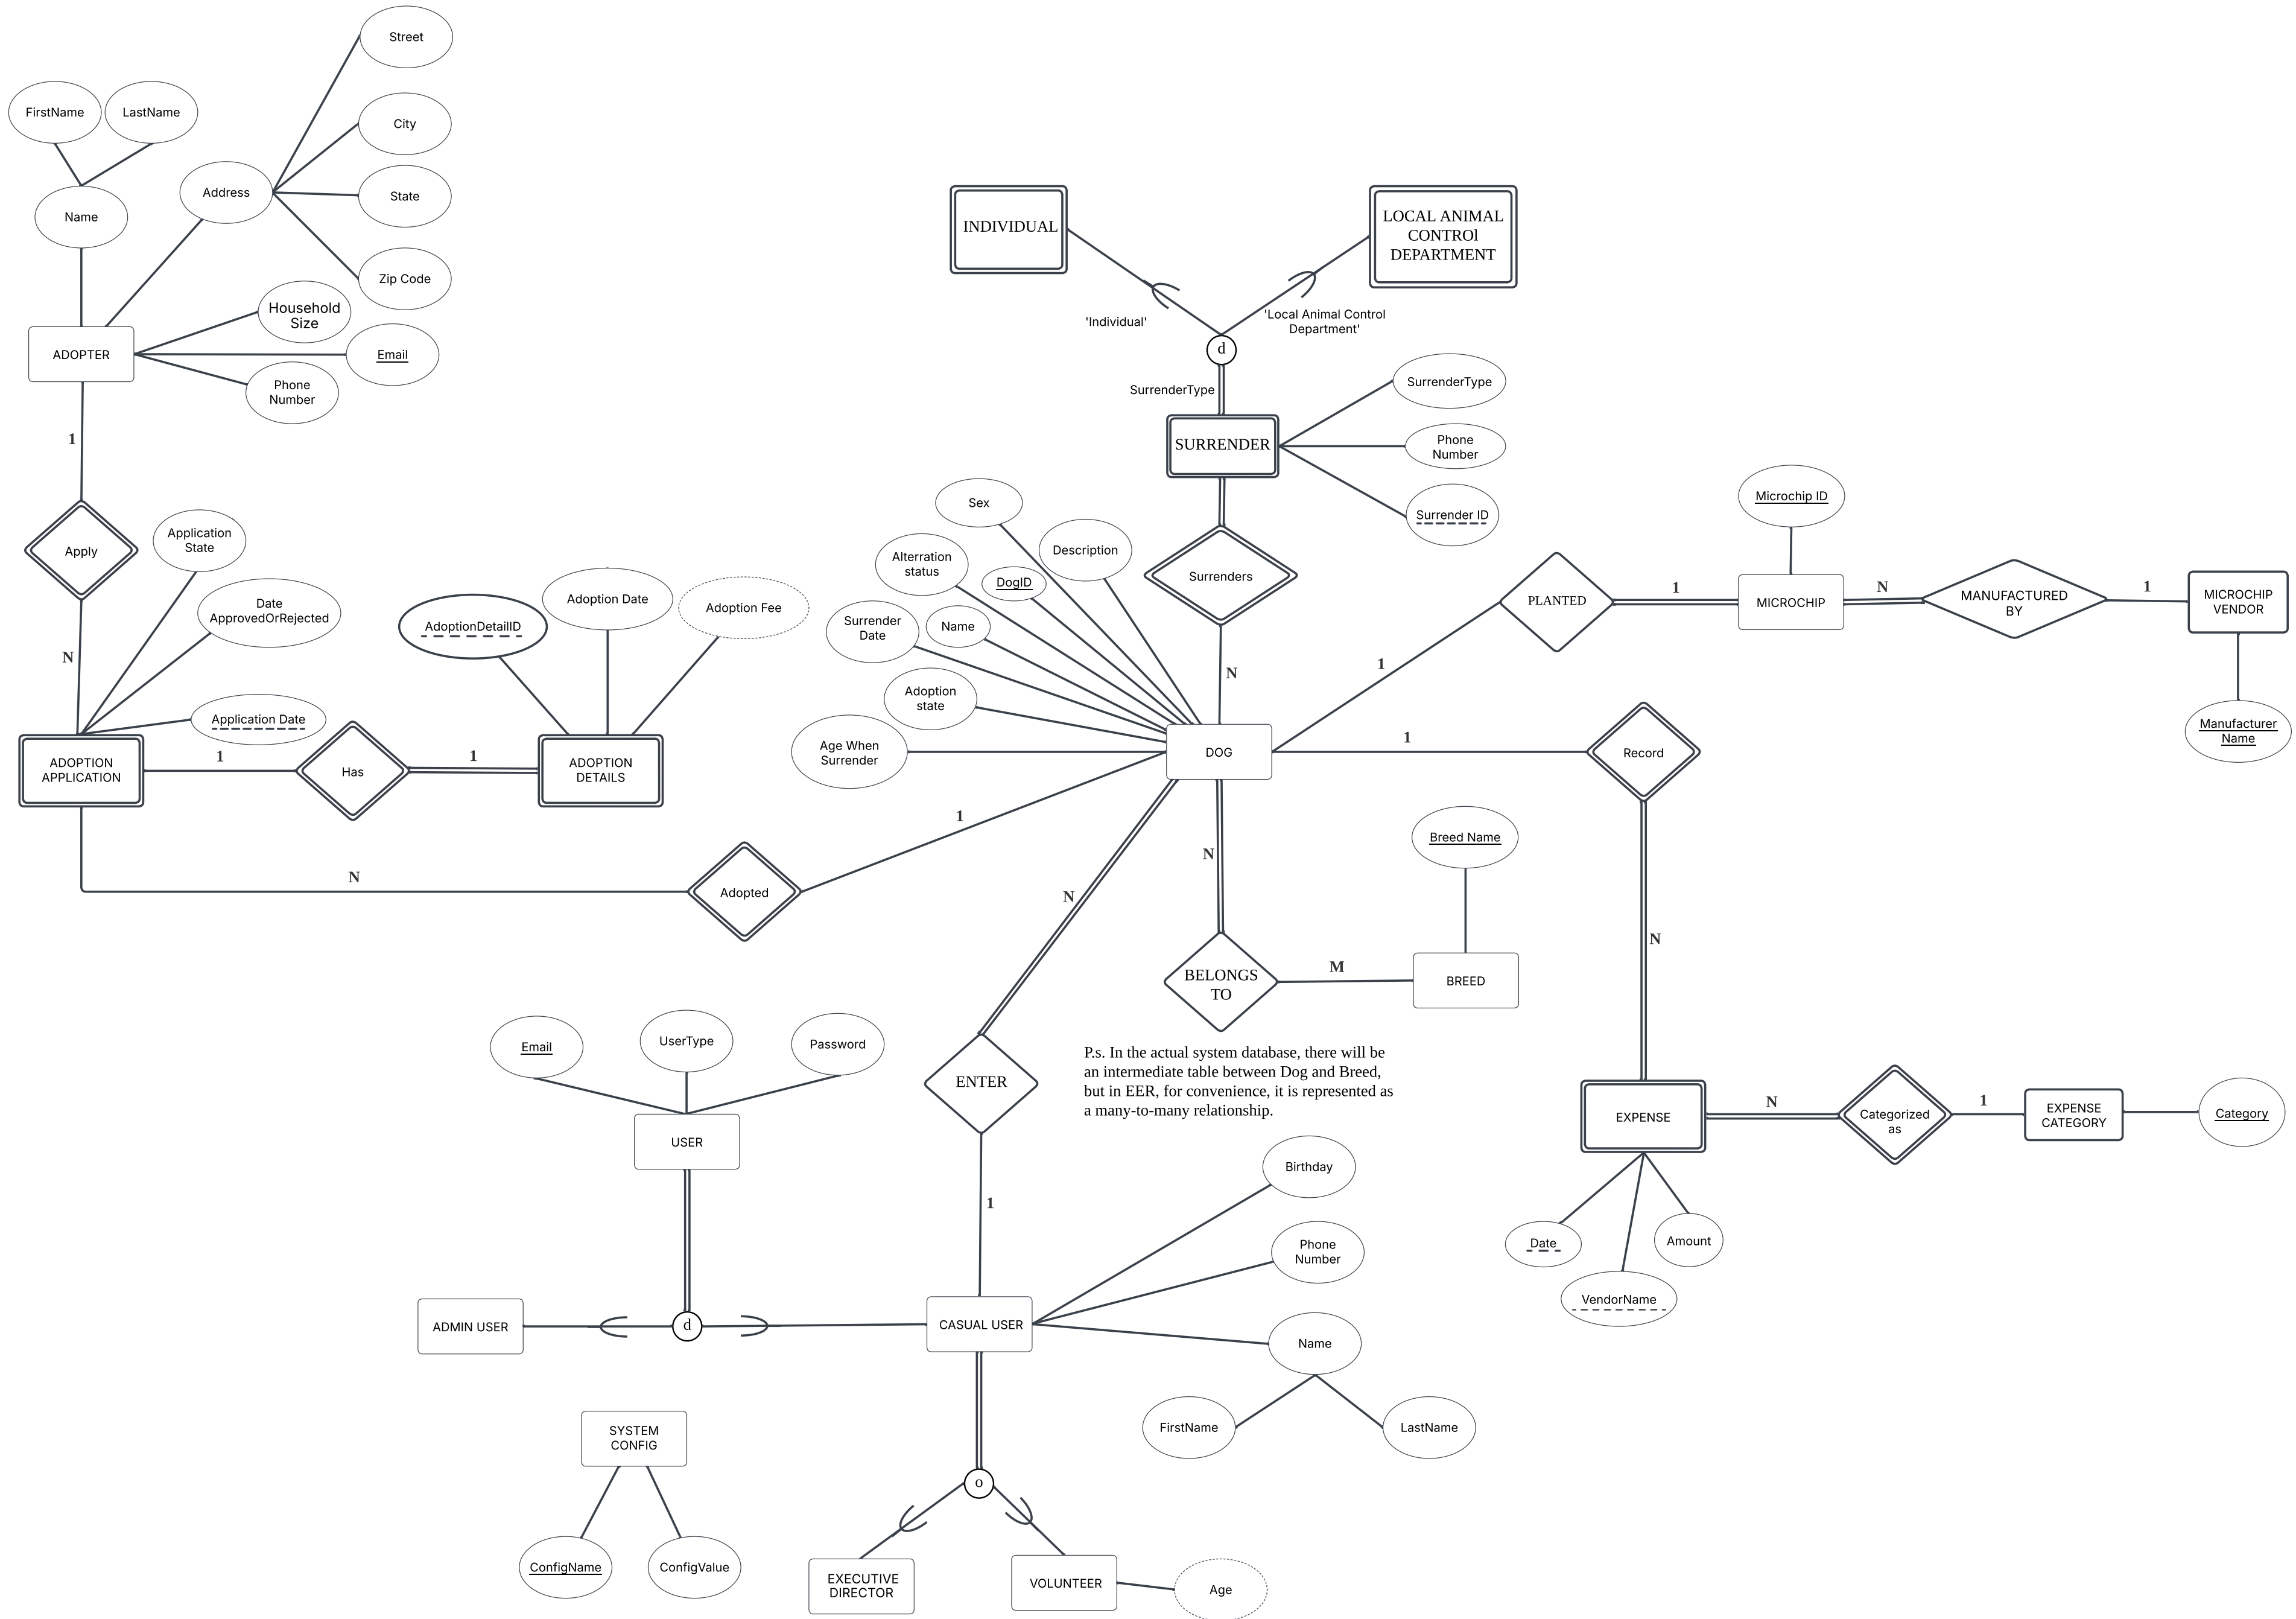 Street
FirstName
LastName
City
Address
State
Name
Zip Code
Household
Size
ADOPTER
Email
Phone
Number
1
Apply
Application
State
Date
ApprovedOrRejected
N
Application Date
AdoptionDetailID
Adoption Date
Adoption Fee
ADOPTION
APPLICATION
1
Has
1
ADOPTION
DETAILS
N
Adopted
1
INDIVIDUAL
LOCAL ANIMAL
CONTROl
DEPARTMENT
'Individual'
'Local Animal Control
Department'
d
SurrenderType
SURRENDER
SurrenderType
Phone
Number
Surrender ID
Sex
Description
Alterration
status
DogID
Surrender
Date
Name
Adoption
state
Age When
Surrender
Surrenders
N
DOG
1
PLANTED
1
Microchip ID
MICROCHIP
N
MANUFACTURED
BY
1
MICROCHIP
VENDOR
Manufacturer
Name
1
Record
N
N
N
BELONGS
TO
M
Breed Name
BREED
P.s. In the actual system database, there will be
an intermediate table between Dog and Breed,
but in EER, for convenience, it is represented as
a many-to-many relationship.
ENTER
1
EXPENSE
N
Categorized
as
1
EXPENSE
CATEGORY
Category
Date
Amount
VendorName
Email
UserType
Password
USER
ADMIN USER
d
CASUAL USER
Birthday
Phone
Number
Name
FirstName
LastName
SYSTEM
CONFIG
ConfigName
ConfigValue
o
EXECUTIVE
DIRECTOR
VOLUNTEER
Age